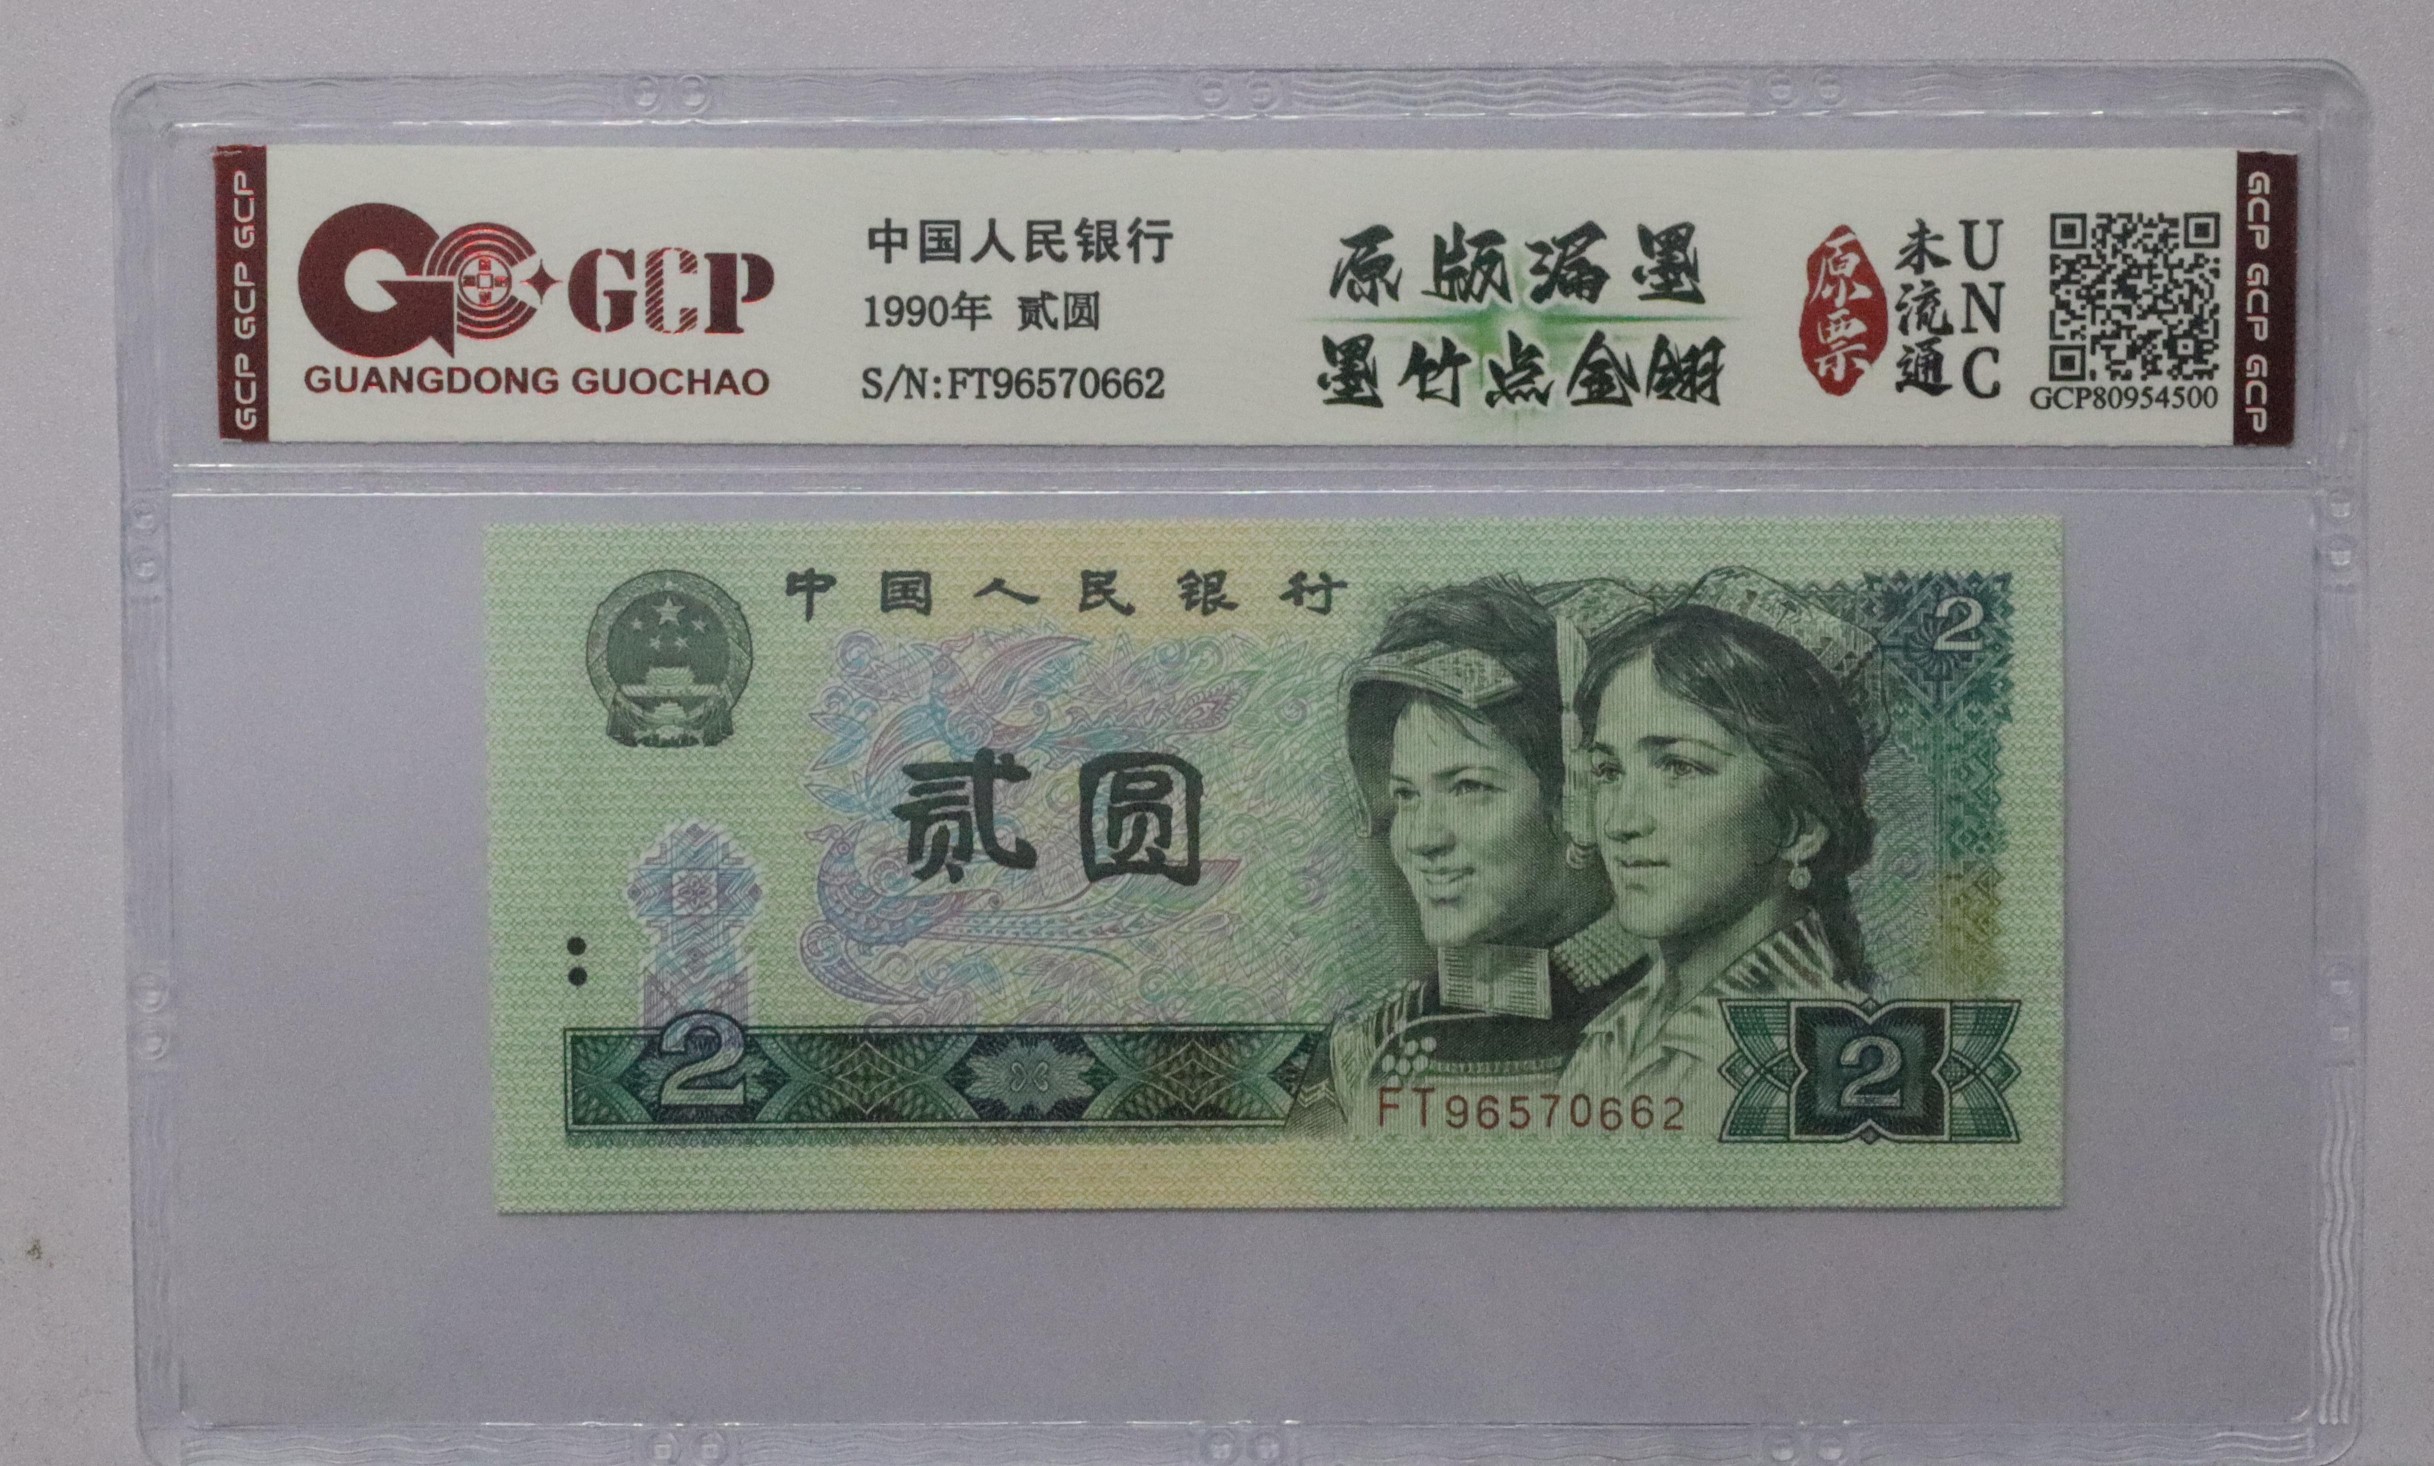 GCP GCP GCP
GCP
GUANGDONG GUOCHAO
中国人民银行
1990年 贰圆
S/N:FT96570662
原版漏墨
墨竹点金翎
原票
未流通
UNC
GCP80954500
GCP GCP GCP
中国人民银行
2
贰圆
2
FT96570662
2